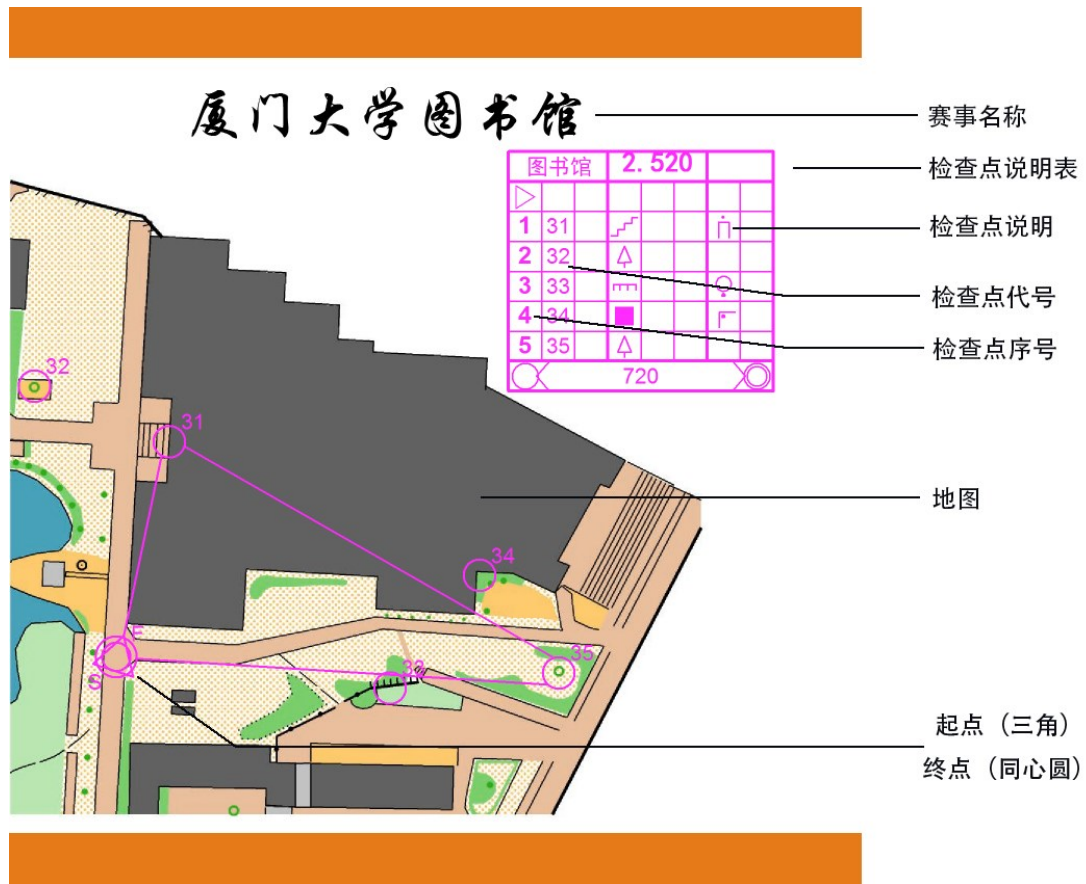 厦门大学图书馆
赛事名称
图书馆 2.520
检查点说明表
1 31
检查点说明
2 32
3 33
检查点代号
4 34
检查点序号
5 35
720
32
31
地图
34
F
S
33
35
起点（三角）
终点（同心圆）